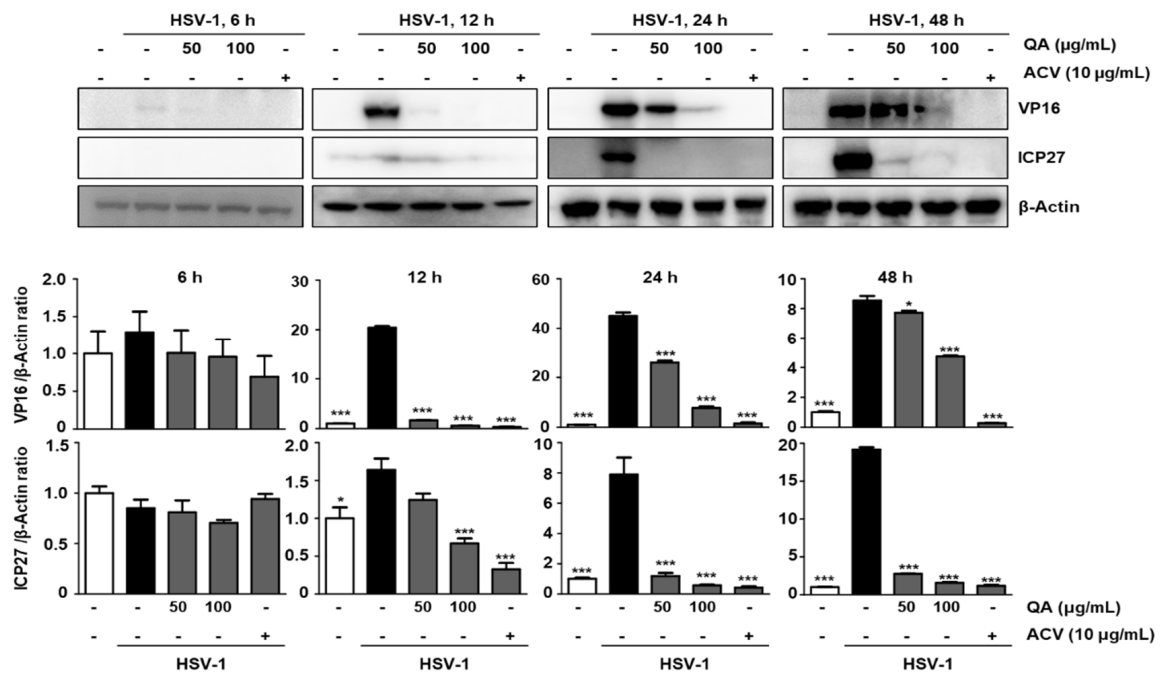 HSV-1, 6 h HSV-1, 12 h HSV-1, 24 h HSV-1, 48 h
- - 50 100 - - - 50 100 - - - 50 100 - - - 50 100 - QA (µg/mL)
- - - - + - - - - + - - - - + - - - - + ACV (10 µg/mL)
VP16
ICP27
β-Actin
6 h 12 h 24 h 48 h
VP16 /β-Actin ratio
2.0
1.5
1.0
0.5
0
30
20
10
0
*** *** *** ***
60
40
20
0
*** *** *** ***
10
8
6
4
2
0
*** * *** ***
ICP27 /β-Actin ratio
1.5
1.0
0.5
0
2.0
1.5
1.0
0.5
0
* *** ***
10
8
6
4
2
0
*** *** *** ***
20
15
10
5
0
*** *** *** ***
- - 50 100 - - - 50 100 - - - 50 100 - - - 50 100 - QA (µg/mL)
- - - - + - - - - + - - - - + - - - - + ACV (10 µg/mL)
HSV-1 HSV-1 HSV-1 HSV-1